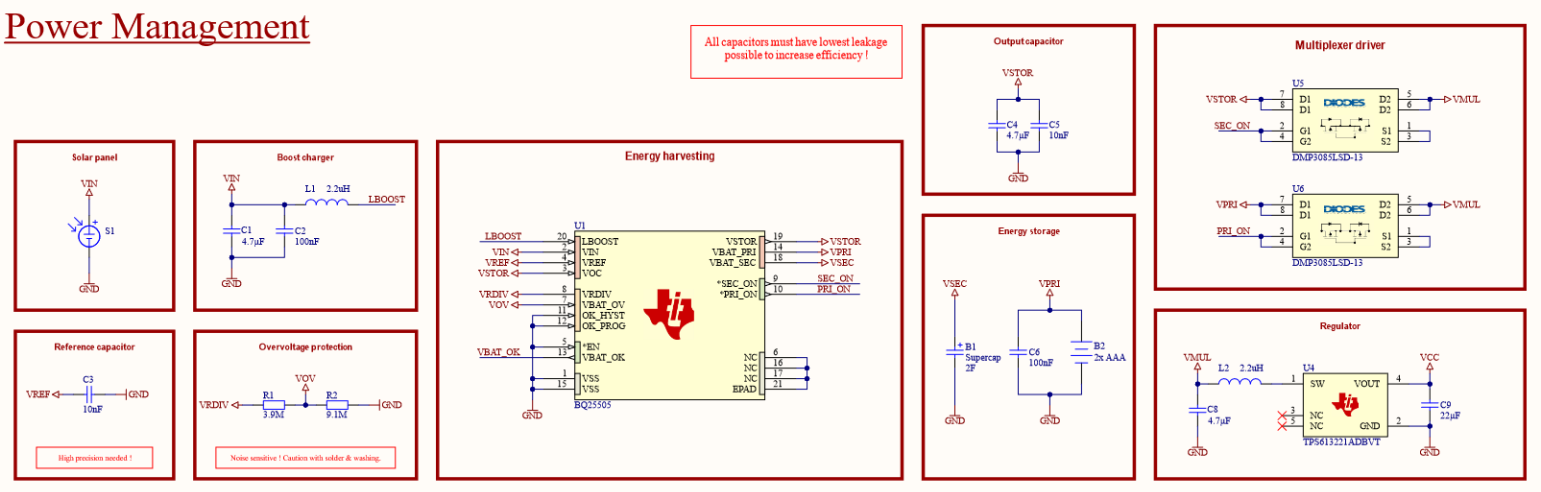 Power Management
All capacitors must have lowest leakage
possible to increase efficiency !
Solar panel
VIN
S1
GND
Boost charger
VIN
L1 2.2uH
LBOOST
C1
4.7µF
C2
100nF
GND
Reference capacitor
C3
VREF
GND
10nF
High precision needed !
Overvoltage protection
VOV
R1
R2
VRDIV
GND
3.9M
9.1M
Noise sensitive ! Caution with solder & washing.
Energy harvesting
U1
LBOOST 20 LBOOST
VIN 2 VIN
VREF 4 VREF
VSTOR 3 VOC
VRDIV 8 VRDIV
VOV 7 VBAT_OV
11 OK_HYST
12 OK_PROG
5 *EN
VBAT_OK 13 VBAT_OK
1 VSS
15 VSS
GND
BQ25505
VSTOR 19 VSTOR
VBAT_PRI 14 VPRI
VBAT_SEC 18 VSEC
*SEC_ON 9 SEC_ON
*PRI_ON 10 PRI_ON
NC 6
NC 16
NC 17
EPAD 21
Output capacitor
VSTOR
C4
4.7µF
C5
10nF
GND
Energy storage
VSEC
VPRI
B1
Supercap
2F
C6
100nF
B2
2x AAA
GND
GND
Multiplexer driver
U5
VSTOR 7 D1 DIODES D2 5 VMUL
8 D1 D2 6
SEC_ON 2 G1 S1 1
4 G2 S2 3
DMP3085LSD-13
U6
VPRI 7 D1 DIODES D2 5 VMUL
8 D1 D2 6
PRI_ON 2 G1 S1 1
4 G2 S2 3
DMP3085LSD-13
Regulator
VMUL
VCC
L2 2.2uH
U4
1 SW VOUT 4
C8
4.7µF
3 NC
5 NC GND 2
C9
22µF
TPS613221ADBVT
GND
GND